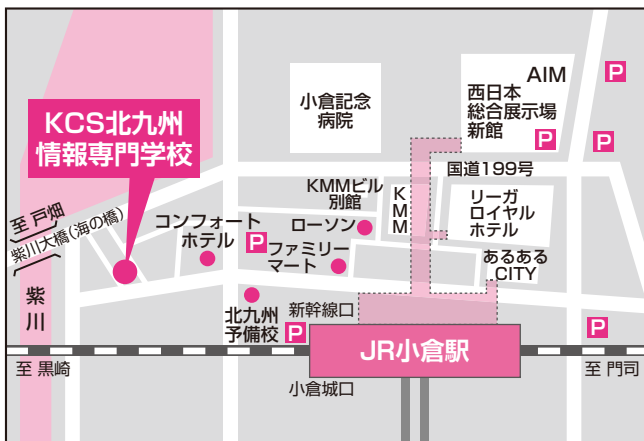 AIM
西日本
総合展示場
新館
P
P
P
小倉記念
病院
KCS北九州
情報専門学校
国道199号
KMMビル
別館
KMM
リーガ
ロイヤル
ホテル
至 戸畑
紫川大橋(海の橋)
コンフォート
ホテル
P
ローソン
ファミリー
マート
あるある
CITY
紫川
北九州
予備校
P
新幹線口
P
JR小倉駅
至 黒崎
小倉城口
至 門司